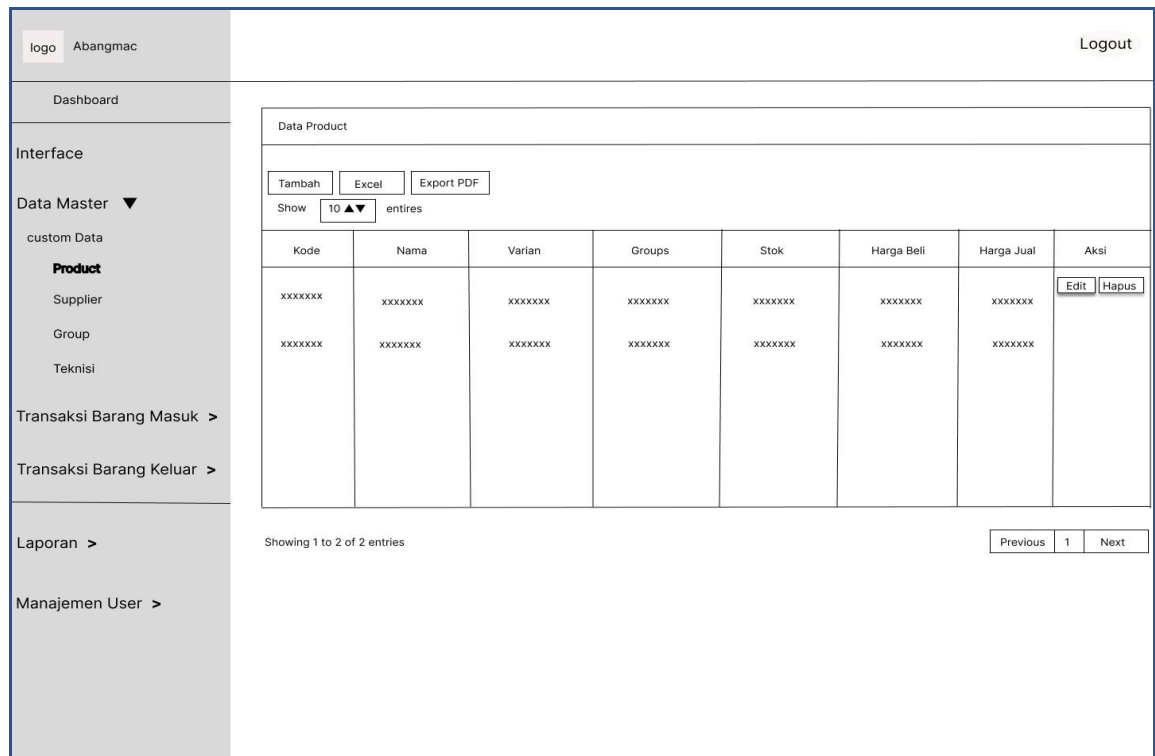 logo Abangmac
Logout
Dashboard
Interface
Data Master ▼
custom Data
Product
Supplier
Group
Teknisi
Transaksi Barang Masuk >
Transaksi Barang Keluar >
Laporan >
Manajemen User >
Data Product
Tambah Excel Export PDF
Show 10 ▲▼ entires
Kode Nama Varian Groups Stok Harga Beli Harga Jual Aksi
xxxxxxx xxxxxxx xxxxxxx xxxxxxx xxxxxxx xxxxxxx xxxxxxx Edit Hapus
xxxxxxx xxxxxxx xxxxxxx xxxxxxx xxxxxxx xxxxxxx xxxxxxx
Showing 1 to 2 of 2 entries
Previous 1 Next